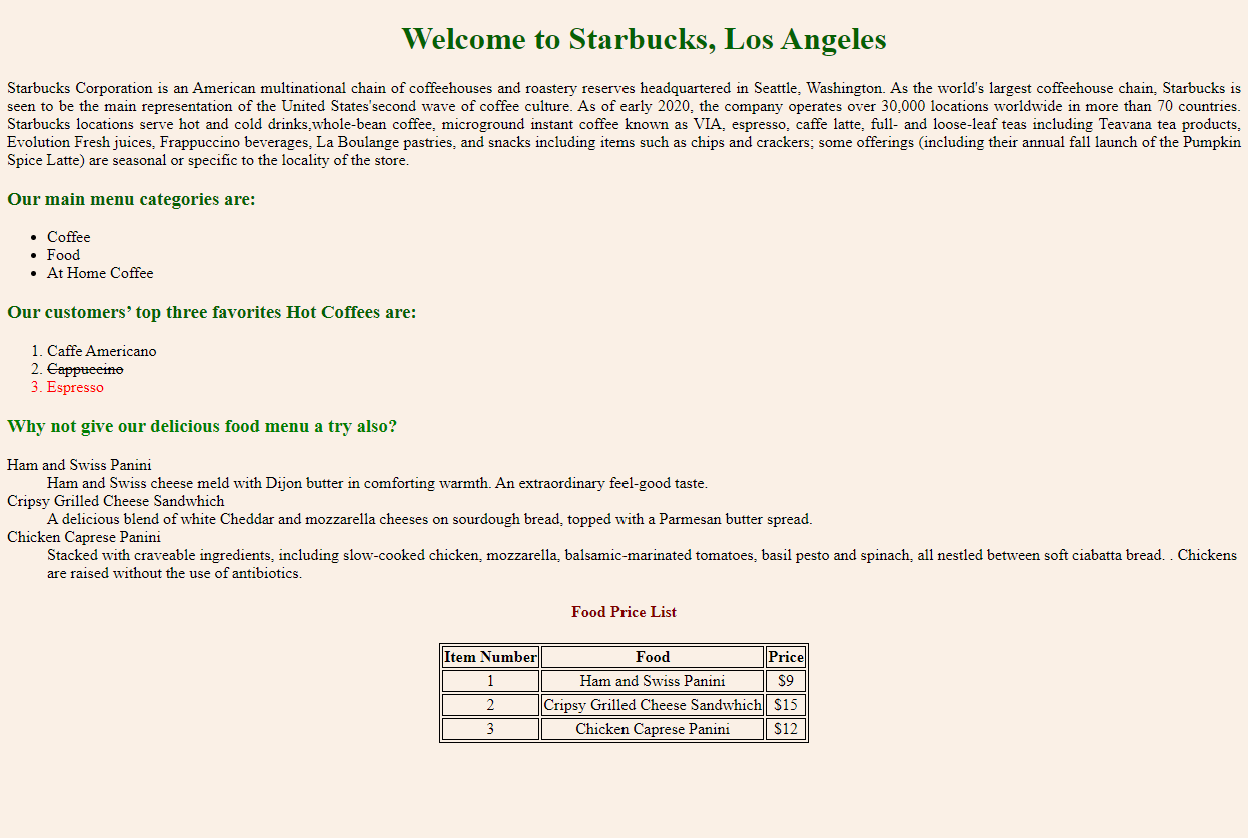 Welcome to Starbucks, Los Angeles
Starbucks Corporation is an American multinational chain of coffeehouses and roastery reserves headquartered in Seattle, Washington. As the world's largest coffeehouse chain, Starbucks is
seen to be the main representation of the United States'second wave of coffee culture. As of early 2020, the company operates over 30,000 locations worldwide in more than 70 countries.
Starbucks locations serve hot and cold drinks,whole-bean coffee, microground instant coffee known as VIA, espresso, caffe latte, full- and loose-leaf teas including Teavana tea products,
Evolution Fresh juices, Frappuccino beverages, La Boulange pastries, and snacks including items such as chips and crackers; some offerings (including their annual fall launch of the Pumpkin
Spice Latte) are seasonal or specific to the locality of the store.
Our main menu categories are:
• Coffee
• Food
• At Home Coffee
Our customers’ top three favorites Hot Coffees are:
1. Caffe Americano
2. Cappuccino
3. Espresso
Why not give our delicious food menu a try also?
Ham and Swiss Panini
Ham and Swiss cheese meld with Dijon butter in comforting warmth. An extraordinary feel-good taste.
Cripsy Grilled Cheese Sandwhich
A delicious blend of white Cheddar and mozzarella cheeses on sourdough bread, topped with a Parmesan butter spread.
Chicken Caprese Panini
Stacked with craveable ingredients, including slow-cooked chicken, mozzarella, balsamic-marinated tomatoes, basil pesto and spinach, all nestled between soft ciabatta bread. . Chickens
are raised without the use of antibiotics.
Food Price List
Item Number Food Price
1 Ham and Swiss Panini $9
2 Cripsy Grilled Cheese Sandwhich $15
3 Chicken Caprese Panini $12